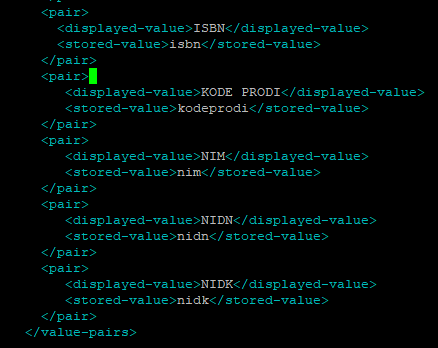 <pair>
<displayed-value>ISBN</displayed-value>
<stored-value>isbn</stored-value>
</pair>
<pair>
<displayed-value>KODE PRODI</displayed-value>
<stored-value>kodeprodi</stored-value>
</pair>
<pair>
<displayed-value>NIM</displayed-value>
<stored-value>nim</stored-value>
</pair>
<pair>
<displayed-value>NIDN</displayed-value>
<stored-value>nidn</stored-value>
</pair>
<pair>
<displayed-value>NIDK</displayed-value>
<stored-value>nidk</stored-value>
</pair>
</value-pairs>